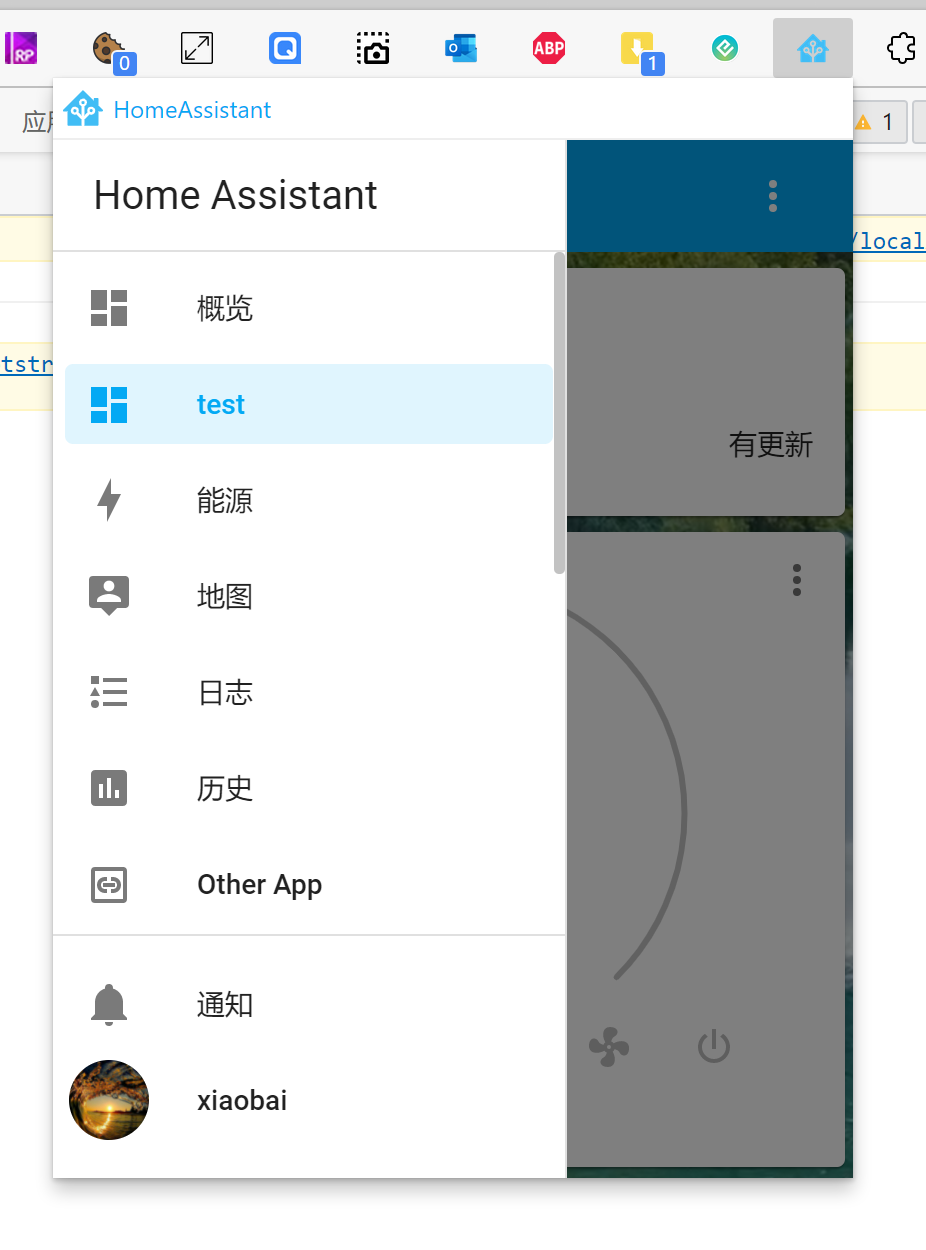 RP
0
Q
o
ABP
1
HomeAssistant
1
Home Assistant
/local
概览
tstr
test
有更新
能源
地图
日志
历史
Other App
通知
xiaobai